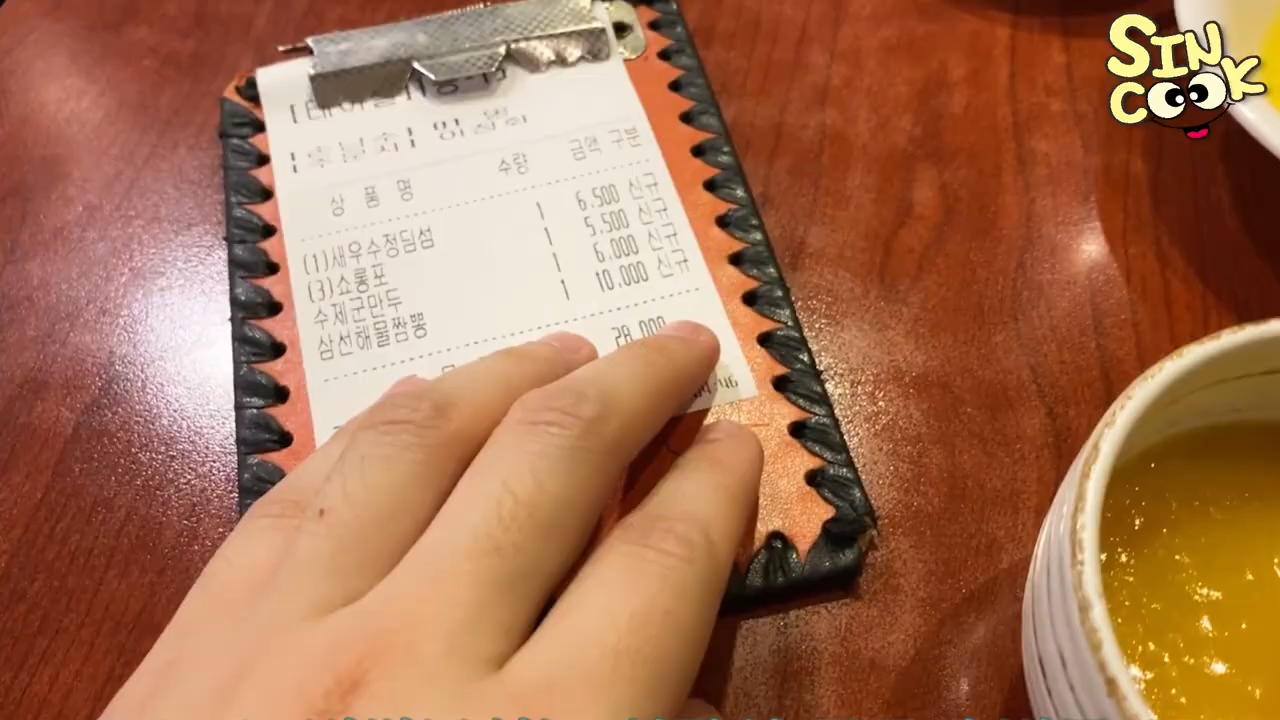 SIN
COOK
상 품 명 수량 금액 구분
(1)새우수정딤섬 1 6,500 신규
(3)쇼롱포 1 5,500 신규
수제군만두 1 6,000 신규
삼선해물짬뽕 1 10,000 신규
28,000